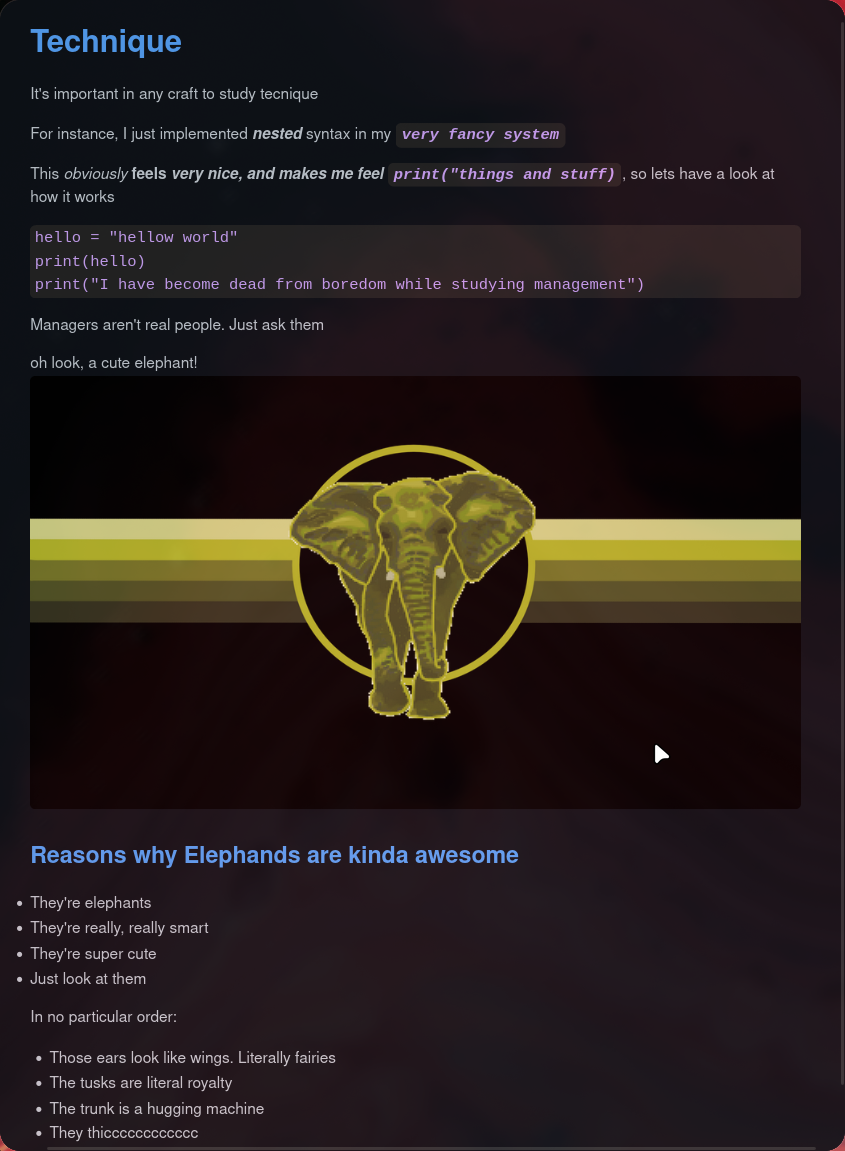 Technique
It's important in any craft to study tecnique
For instance, I just implemented nested syntax in my very fancy system
This obviously feels very nice, and makes me feel print("things and stuff) , so lets have a look at
how it works
hello = "hellow world"
print(hello)
print("I have become dead from boredom while studying management")
Managers aren't real people. Just ask them
oh look, a cute elephant!
Reasons why Elephands are kinda awesome
• They're elephants
• They're really, really smart
• They're super cute
• Just look at them
In no particular order:
• Those ears look like wings. Literally fairies
• The tusks are literal royalty
• The trunk is a hugging machine
• They thicccccccccccc